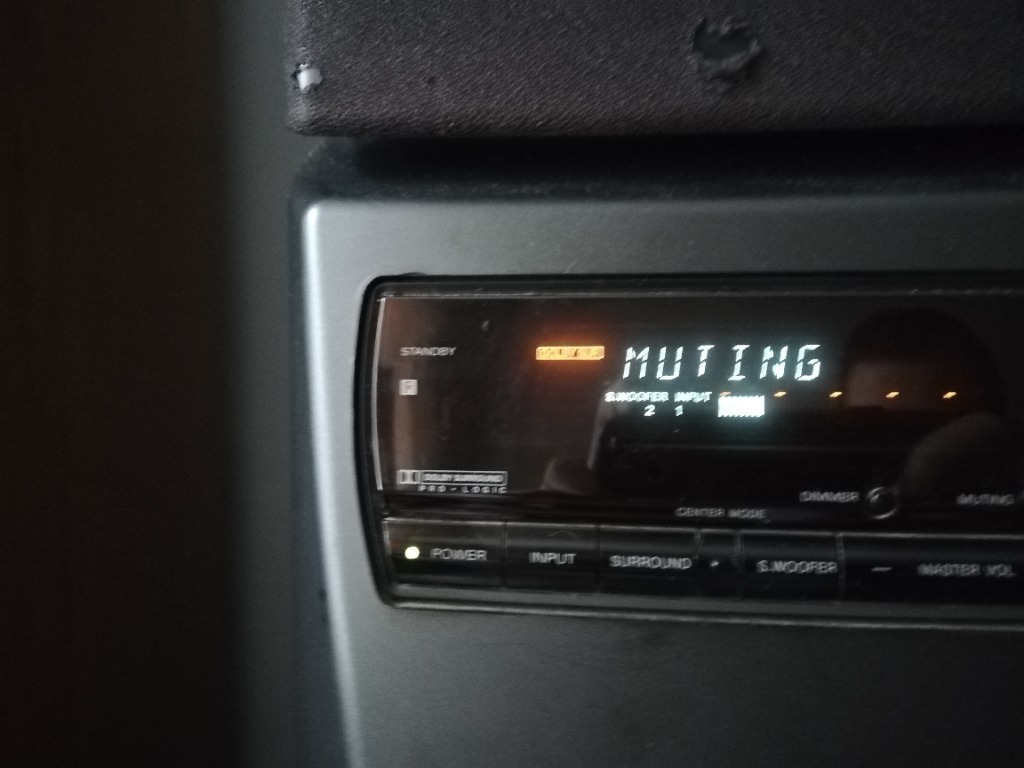 STANDBY
MUTING
S.WOOFER INPUT
2 1
DOLBY SURROUND
PRO-LOGIC
DIMMER
MUTING
CENTER MODE
POWER
INPUT
SURROUND
S.WOOFER
MASTER VOL